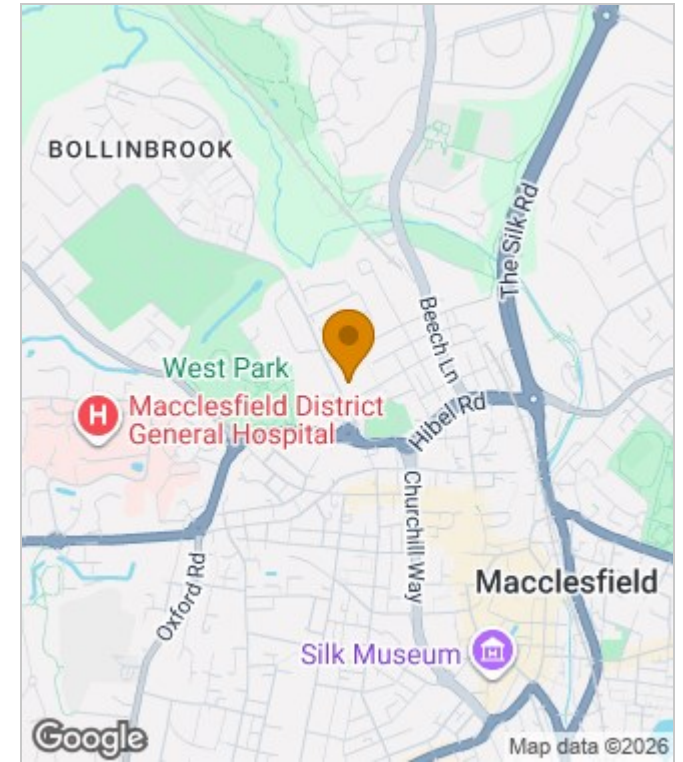 BOLLINBROOK
The Silk Rd
Beech Ln
West Park
H
Macclesfield District
General Hospital
Hibel Rd
Churchill Way
Oxford Rd
Macclesfield
Silk Museum
Google
Map data ©2026